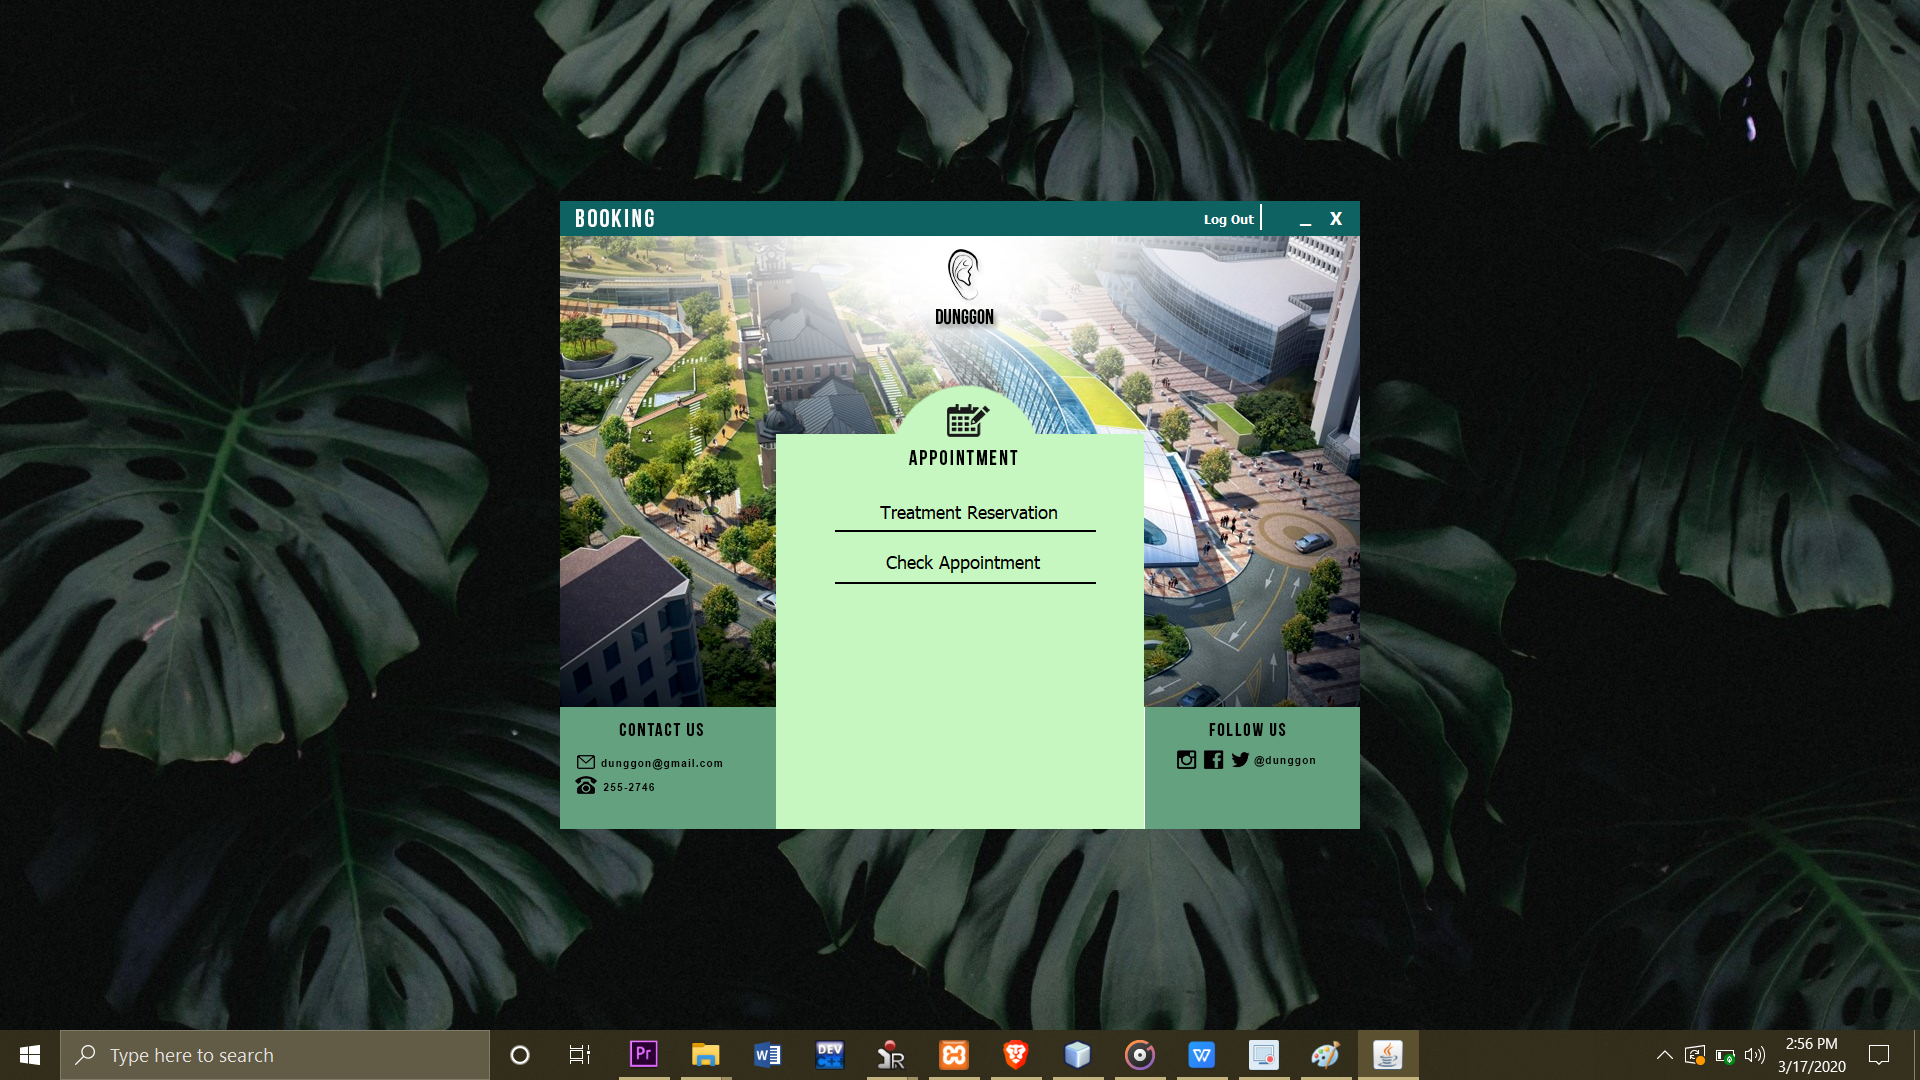 BOOKING
Log Out
_ X
DUNGGON
APPOINTMENT
Treatment Reservation
Check Appointment
CONTACT US
dunggon@gmail.com
255-2746
FOLLOW US
@dunggon
Type here to search
Pr
W
DEV
C++
R
W
2:56 PM
3/17/2020